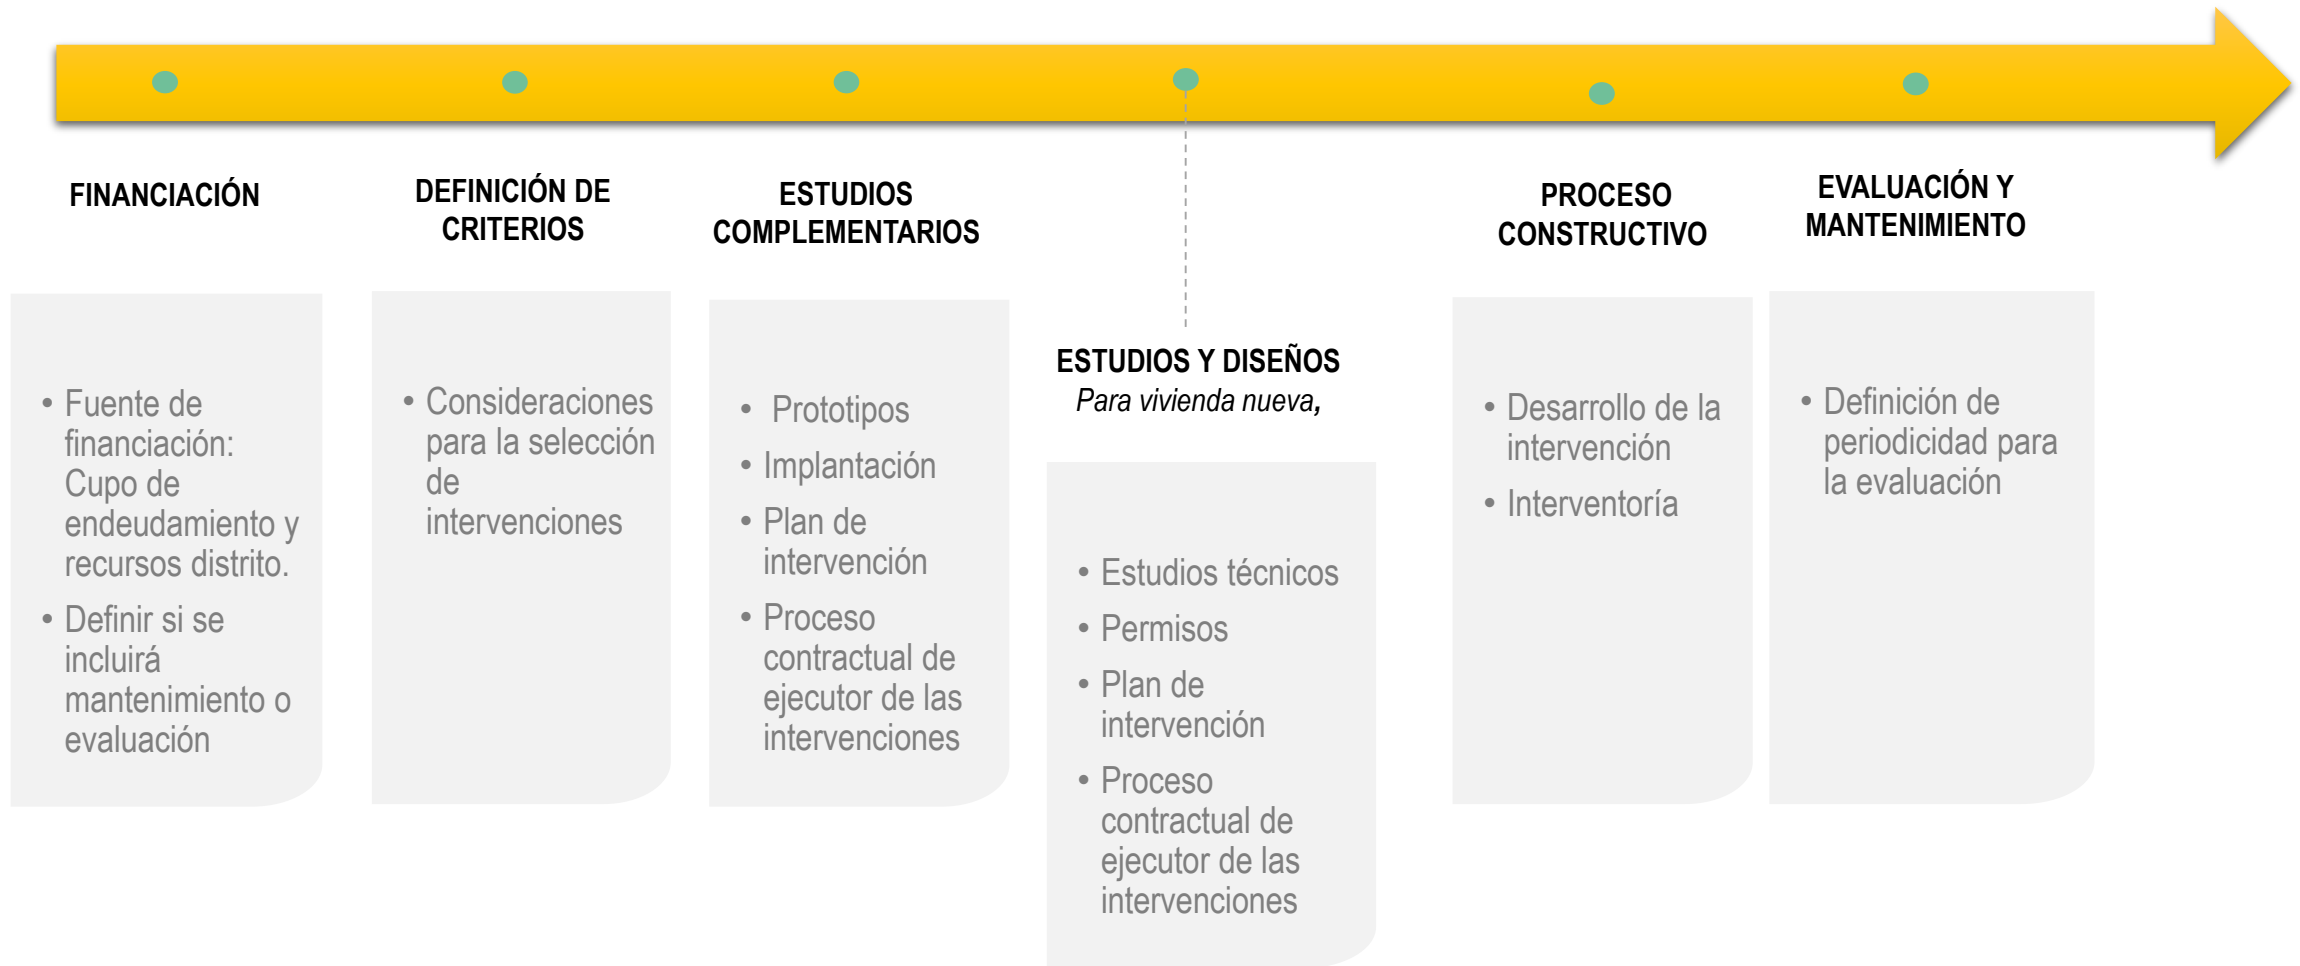 FINANCIACIÓN
• Fuente de
financiación:
Cupo de
endeudamiento y
recursos distrito.
• Definir si se
incluirá
mantenimiento o
evaluación
DEFINICIÓN DE
CRITERIOS
• Consideraciones
para la selección
de
intervenciones
ESTUDIOS
COMPLEMENTARIOS
• Prototipos
• Implantación
• Plan de
intervención
• Proceso
contractual de
ejecutor de las
intervenciones
ESTUDIOS Y DISEÑOS
Para vivienda nueva,
• Estudios técnicos
• Permisos
• Plan de
intervención
• Proceso
contractual de
ejecutor de las
intervenciones
PROCESO
CONSTRUCTIVO
• Desarrollo de la
intervención
• Interventoría
EVALUACIÓN Y
MANTENIMIENTO
• Definición de
periodicidad para
la evaluación